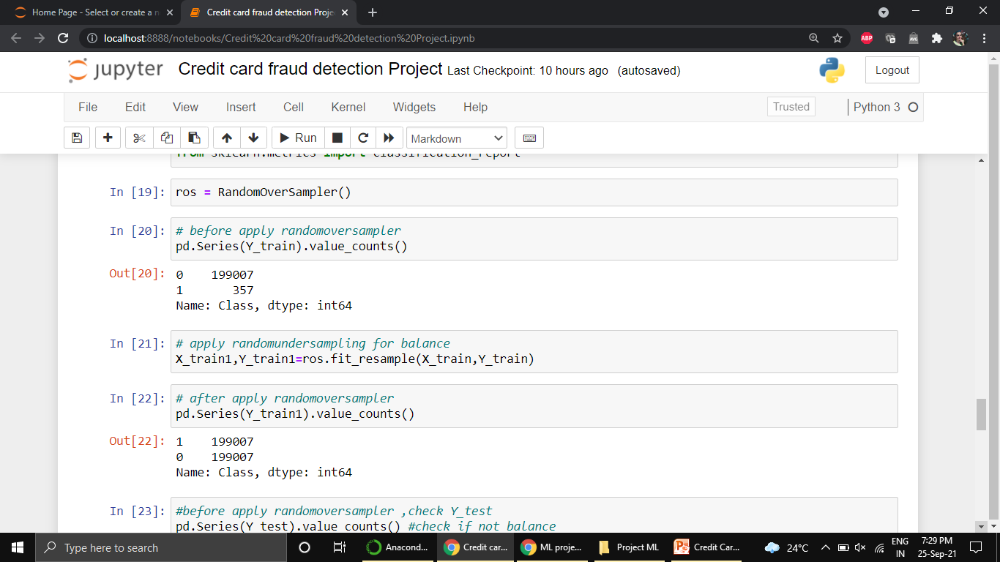 Home Page - Select or create a n
Credit card fraud detection Proje
localhost:8888/notebooks/Credit%20card%20fraud%20detection%20Project.ipynb
ABP
AVG
jupyter Credit card fraud detection Project Last Checkpoint: 10 hours ago (autosaved)
Logout
File Edit View Insert Cell Kernel Widgets Help
Trusted
Python 3
Run
Markdown
from sklearn.metrics import classification_report
In [19]: ros = RandomOverSampler()
In [20]: # before apply randomoversampler
pd.Series(Y_train).value_counts()
Out[20]: 0 199007
1 357
Name: Class, dtype: int64
In [21]: # apply randomundersampling for balance
X_train1,Y_train1=ros.fit_resample(X_train,Y_train)
In [22]: # after apply randomoversampler
pd.Series(Y_train1).value_counts()
Out[22]: 1 199007
0 199007
Name: Class, dtype: int64
In [23]: #before apply randomoversampler ,check Y_test
pd.Series(Y_test).value_counts() #check if not balance
Type here to search
Anacond...
Credit car...
ML proje...
Project ML
Credit Car...
24°C
ENG
IN
7:29 PM
25-Sep-21